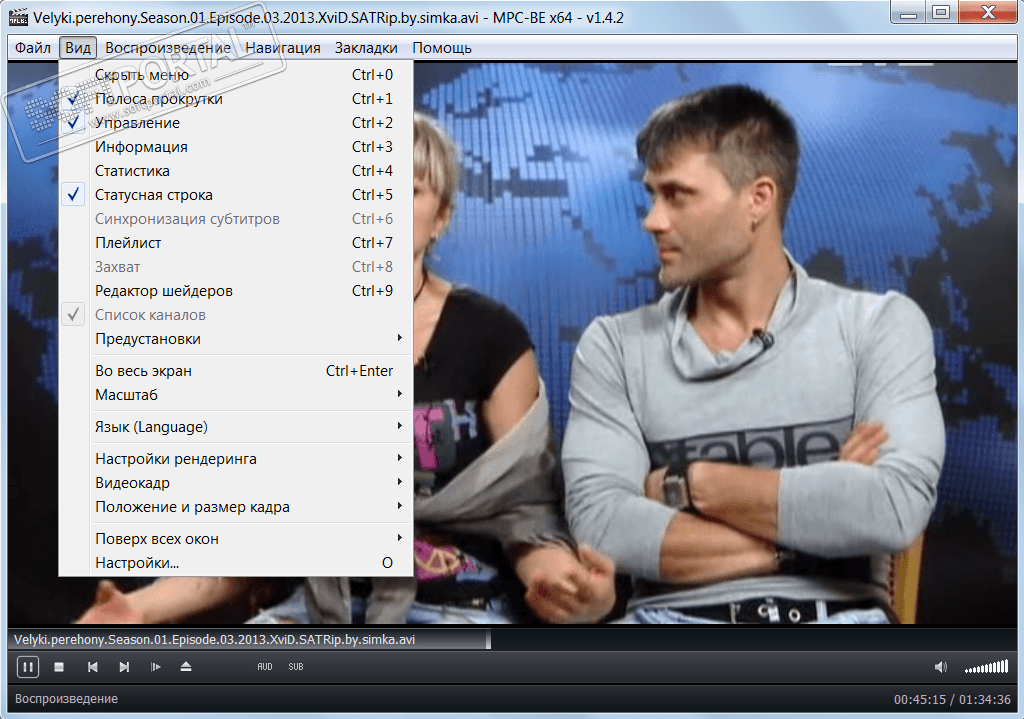 Velyki.perehony.Season.01.Episode.03.2013.XviD.SATRip.by.simka.avi - MPC-BE x64 - v1.4.2
Файл Вид Воспроизведение Навигация Закладки Помощь
Скрыть меню Ctrl+0
Полоса прокрутки Ctrl+1
Управление Ctrl+2
Информация Ctrl+3
Статистика Ctrl+4
Статусная строка Ctrl+5
Синхронизация субтитров Ctrl+6
Плейлист Ctrl+7
Захват Ctrl+8
Редактор шейдеров Ctrl+9
Список каналов
Предустановки
Во весь экран Ctrl+Enter
Масштаб
Язык (Language)
Настройки рендеринга
Видеокадр
Положение и размер кадра
Поверх всех окон
Настройки... O
PORTAL™
www.softportal.com
table
Velyki.perehony.Season.01.Episode.03.2013.XviD.SATRip.by.simka.avi
AUD SUB
Воспроизведение 00:45:15 / 01:34:36